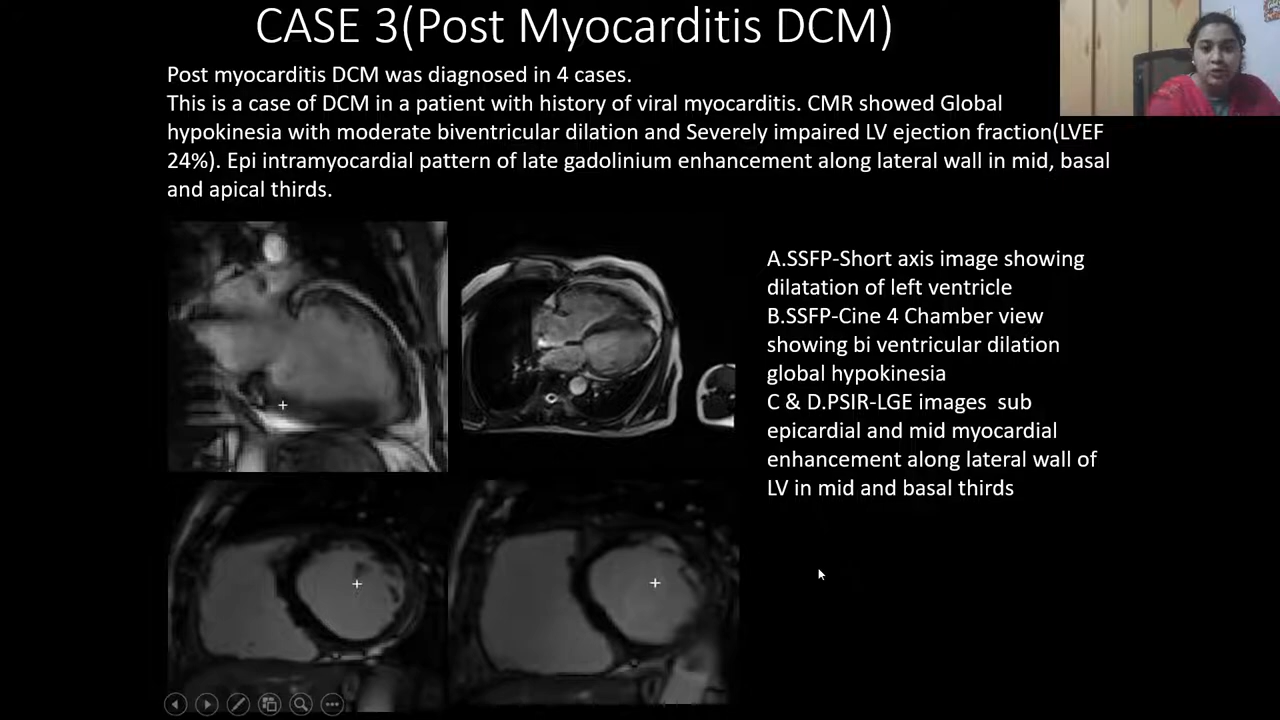 CASE 3(Post Myocarditis DCM)
Post myocarditis DCM was diagnosed in 4 cases.
This is a case of DCM in a patient with history of viral myocarditis. CMR showed Global
hypokinesia with moderate biventricular dilation and Severely impaired LV ejection fraction(LVEF
24%). Epi intramyocardial pattern of late gadolinium enhancement along lateral wall in mid, basal
and apical thirds.
A.SSFP-Short axis image showing
dilatation of left ventricle
B.SSFP-Cine 4 Chamber view
showing bi ventricular dilation
global hypokinesia
C & D.PSIR-LGE images sub
epicardial and mid myocardial
enhancement along lateral wall of
LV in mid and basal thirds